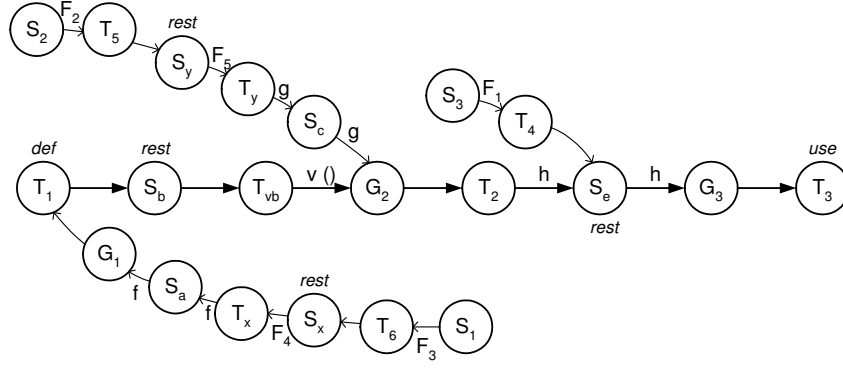 S2 F2 T5
rest
Sy F5 Ty g Sc g
S3 F1 T4
def rest use
T1 Sb Tvb v () G2 T2 h Se h G3 T3
rest
G1 f Sa f Tx F4 Sx T6 F3 S1
rest